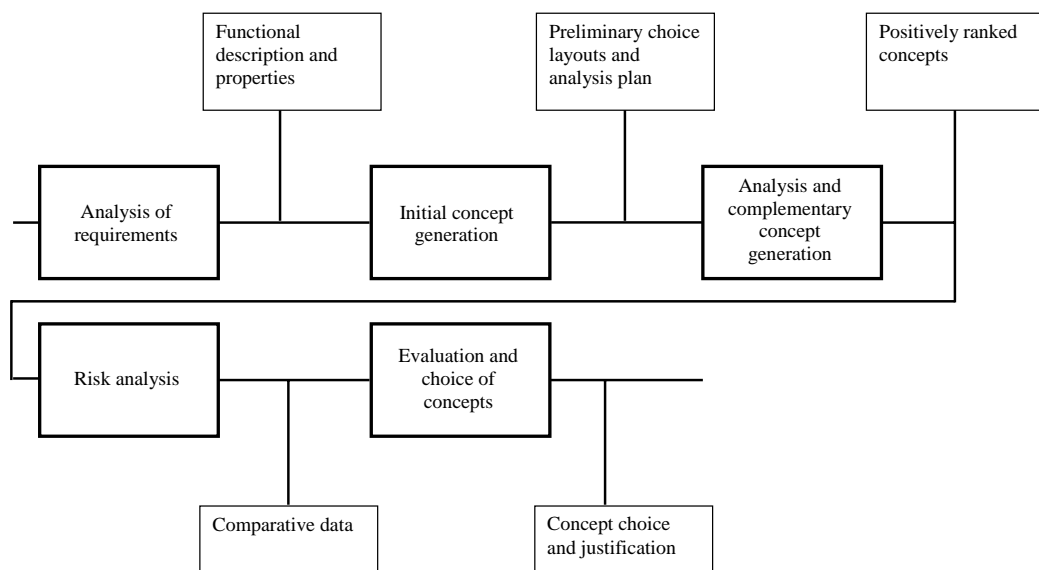 Functional
description and
properties
Preliminary choice
layouts and
analysis plan
Positively ranked
concepts
Analysis of
requirements
Initial concept
generation
Analysis and
complementary
concept
generation
Risk analysis
Evaluation and
choice of
concepts
Comparative data
Concept choice
and justification